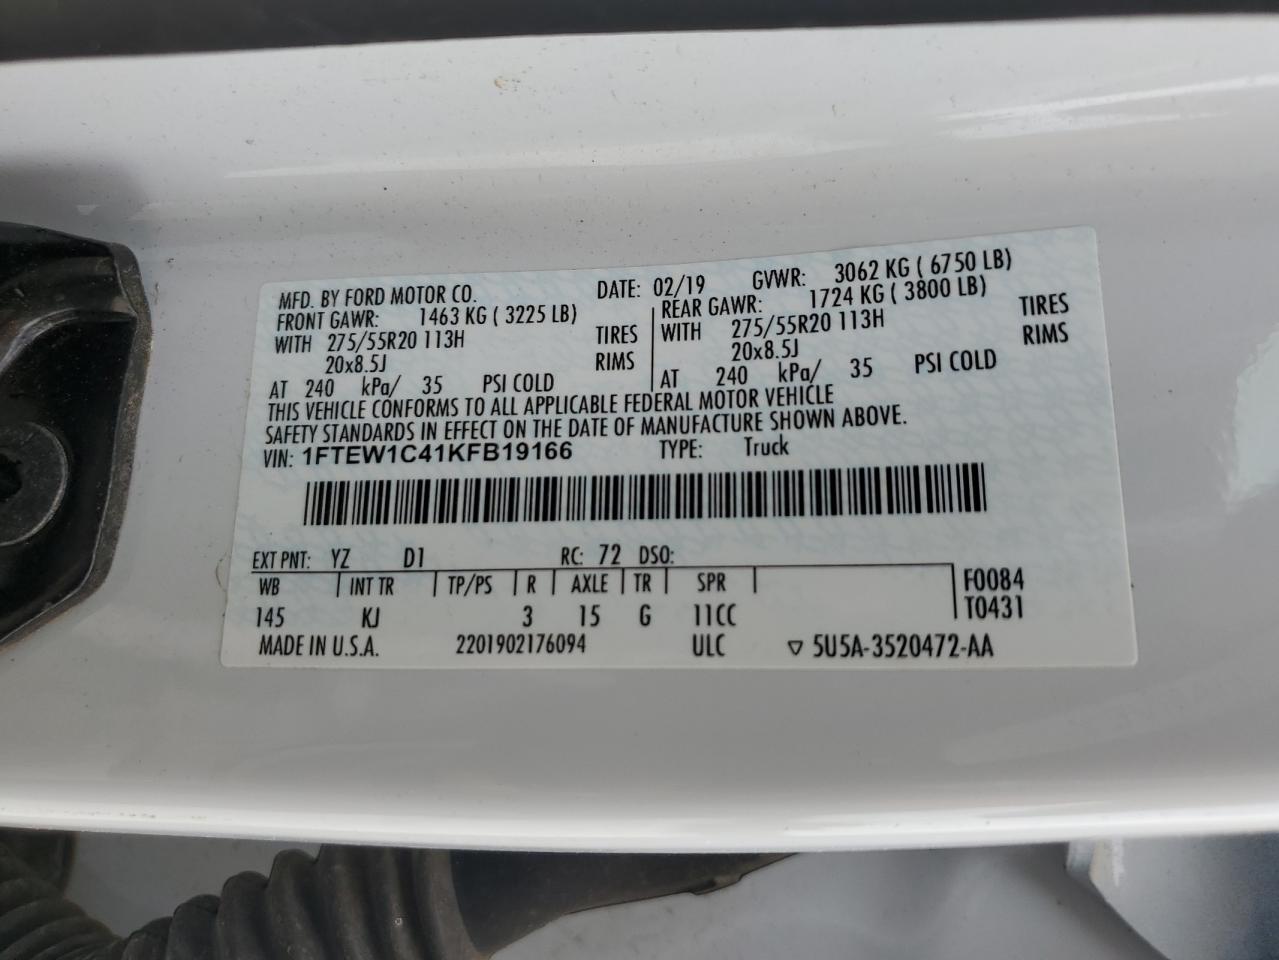 MFD. BY FORD MOTOR CO. DATE: 02/19 GVWR: 3062 KG ( 6750 LB)
FRONT GAWR: 1463 KG ( 3225 LB) REAR GAWR: 1724 KG ( 3800 LB)
WITH 275/55R20 113H TIRES WITH 275/55R20 113H TIRES
20x8.5J RIMS 20x8.5J RIMS
AT 240 kPa/ 35 PSI COLD AT 240 kPa/ 35 PSI COLD
THIS VEHICLE CONFORMS TO ALL APPLICABLE FEDERAL MOTOR VEHICLE
SAFETY STANDARDS IN EFFECT ON THE DATE OF MANUFACTURE SHOWN ABOVE.
VIN: 1FTEW1C41KFB19166 TYPE: Truck
EXT PNT: YZ D1 RC: 72 DSO:
WB INT TR TP/PS R AXLE TR SPR F0084
145 KJ 3 15 G 11CC T0431
MADE IN U.S.A. 2201902176094 ULC ▽ 5U5A-3520472-AA